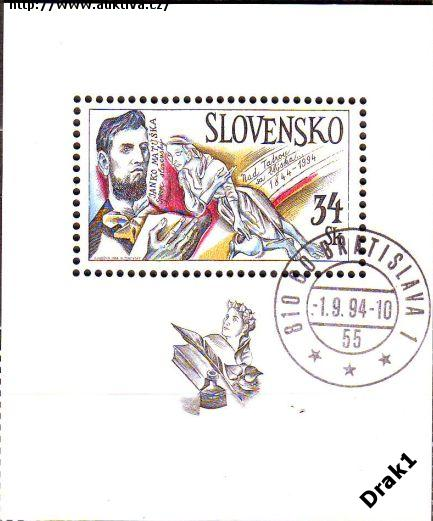 http://www.auktiva.cz/
SLOVENSKO
JANKO MATÚŠKA
Nad Tatrou
sa blýska
1844-1994
34
Sk
810 00 BRATISLAVA 1
-1.9.94-10
55
Drak1